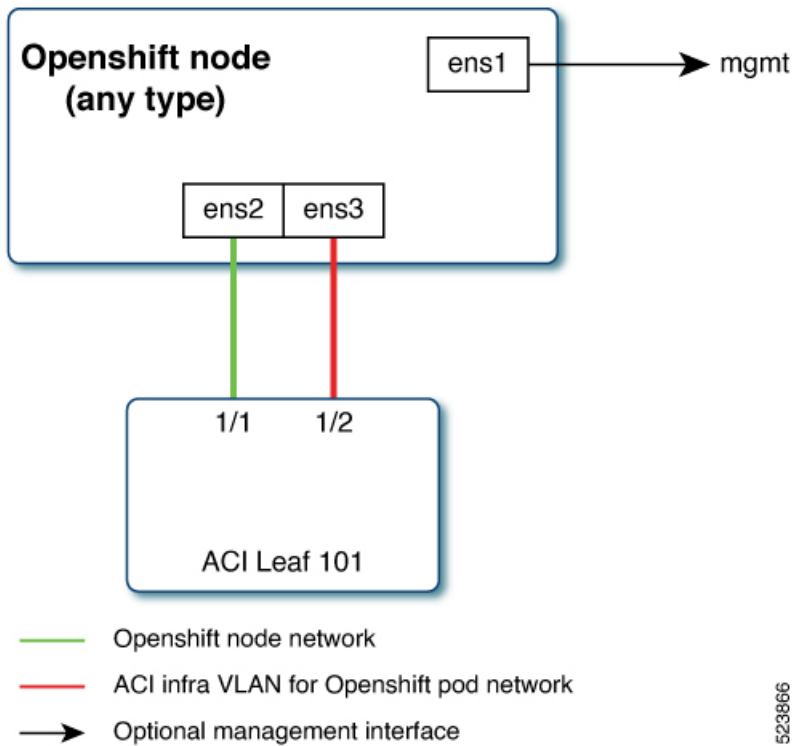 Openshift node
(any type)
ens1
mgmt
ens2
ens3
1/1
1/2
ACI Leaf 101
Openshift node network
ACI infra VLAN for Openshift pod network
Optional management interface
523866